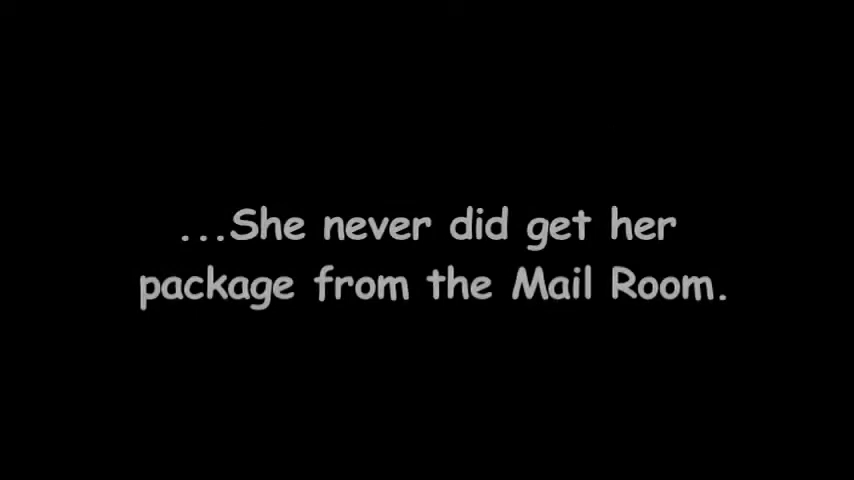 ...She never did get her
package from the Mail Room.